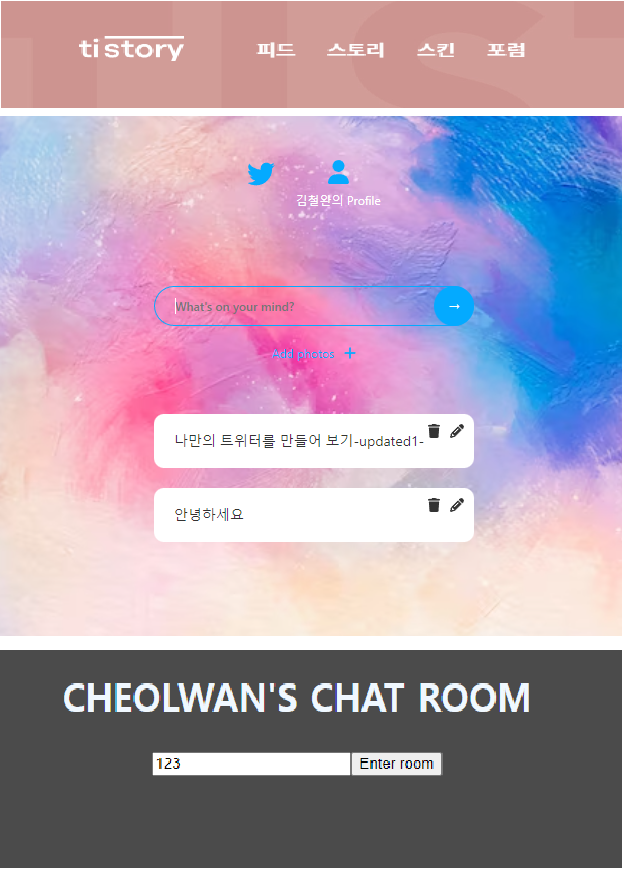 tistory 피드 스토리 스킨 포럼
김철완의 Profile
What's on your mind? →
Add photos +
나만의 트위터를 만들어 보기-updated1-
안녕하세요
CHEOLWAN'S CHAT ROOM
123 Enter room